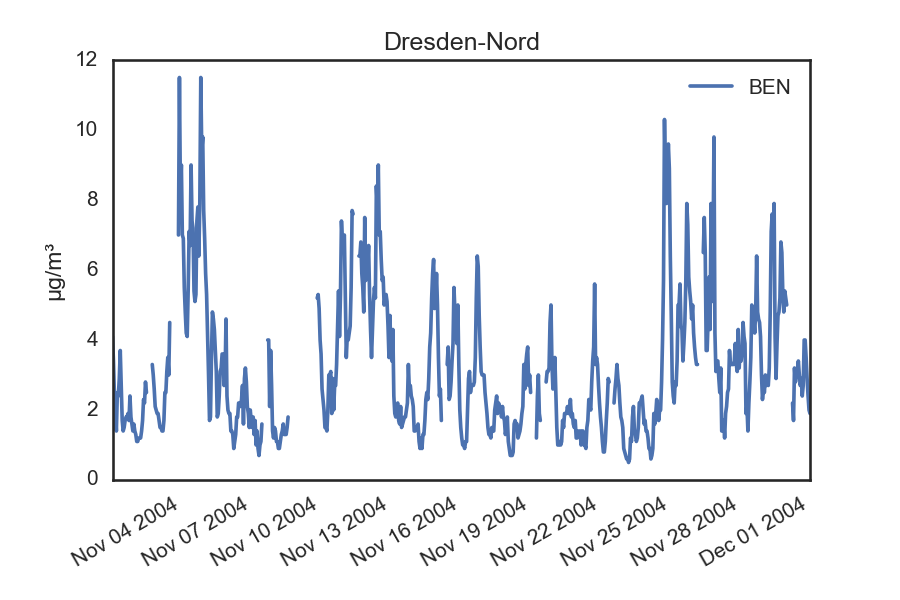 Dresden-Nord
BEN
µg/m³
12
10
8
6
4
2
0
Nov 04 2004
Nov 07 2004
Nov 10 2004
Nov 13 2004
Nov 16 2004
Nov 19 2004
Nov 22 2004
Nov 25 2004
Nov 28 2004
Dec 01 2004